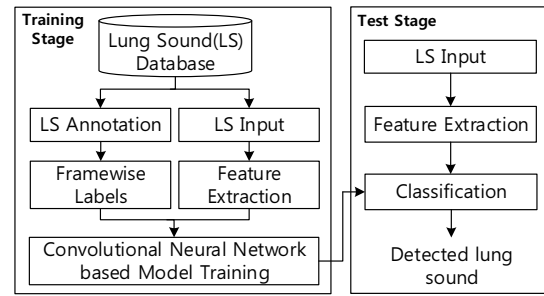 Training
Stage
Lung Sound(LS)
Database
LS Annotation
LS Input
Framewise
Labels
Feature
Extraction
Convolutional Neural Network
based Model Training
Test Stage
LS Input
Feature Extraction
Classification
Detected lung
sound